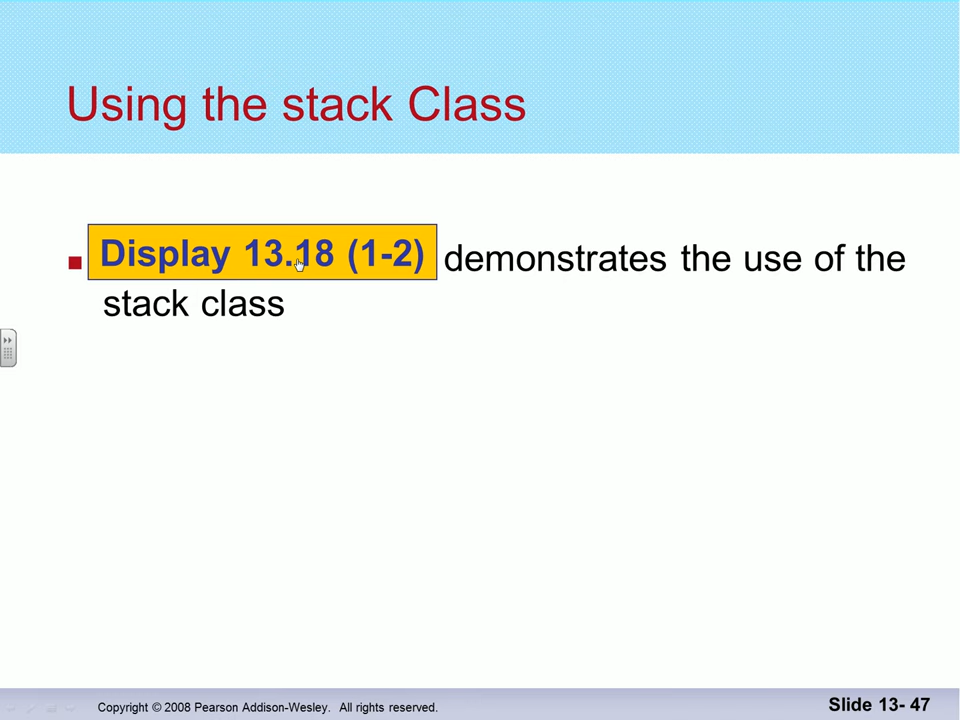 Using the stack Class
Display 13.18 (1-2) demonstrates the use of the
stack class
Copyright © 2008 Pearson Addison-Wesley. All rights reserved.
Slide 13- 47